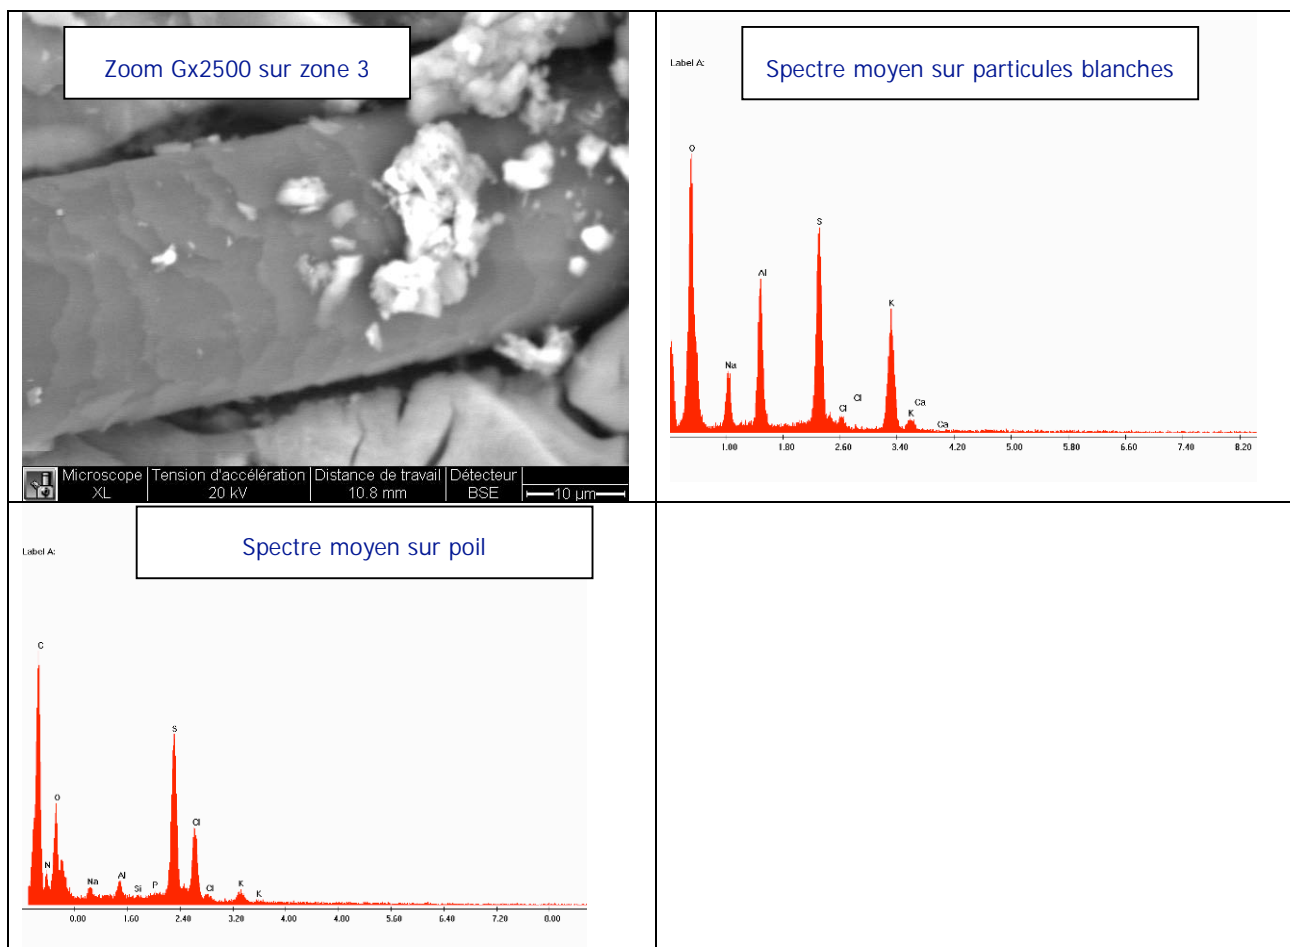 Zoom Gx2500 sur zone 3
Microscope Tension d'accélération Distance de travail Détecteur
XL 20 kV 10.8 mm BSE 10 µm
Label A:
Spectre moyen sur particules blanches
O
S
Al
K
Na
Cl
Cl
K
Ca
Ca
1.00 1.80 2.60 3.40 4.20 5.00 5.80 6.60 7.40 8.20
Spectre moyen sur poil
Label A:
C
S
O
Cl
N
Na
Al
Si
P
Cl
K
K
0.00 1.60 2.40 3.20 4.00 4.80 5.60 6.40 7.20 8.00